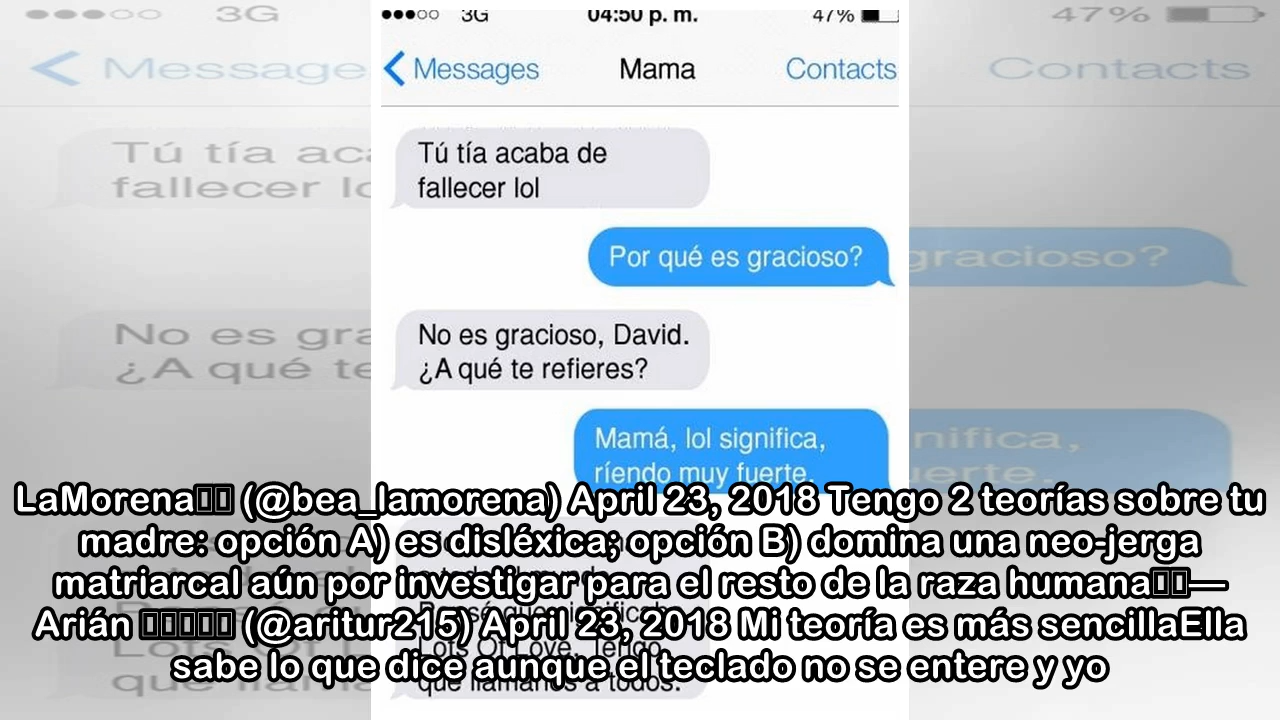 3G
04:50 p. m.
47%
Messages
Mama
Contacts
Tú tía acaba de
fallecer lol
Por qué es gracioso?
No es gracioso, David.
¿A qué te refieres?
Mamá, lol significa,
ríendo muy fuerte.
Lots Of Love. Tengo
que llamarlos a todos.
LaMorena (@bea_lamorena) April 23, 2018 Tengo 2 teorías sobre tu
madre: opción A) es disléxica; opción B) domina una neo-jerga
matriarcal aún por investigar para el resto de la raza humana—
Arián (@aritur215) April 23, 2018 Mi teoría es más sencillaElla
sabe lo que dice aunque el teclado no se entere y yo